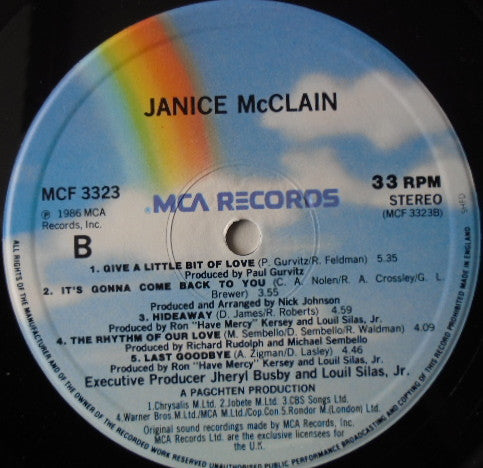 JANICE McCLAIN
MCF 3323
℗ 1986 MCA
Records, Inc.
B
MCA RECORDS
33 RPM
STEREO
(MCF 3323B)
1. GIVE A LITTLE BIT OF LOVE (P. Gurvitz/R. Feldman) 5.35
Produced by Paul Gurvitz
2. IT'S GONNA COME BACK TO YOU (C. A. Nolen/R. A. Crossley/G. L.
Brewer) 3.55
Produced and Arranged by Nick Johnson
3. HIDEAWAY (D. James/R. Roberts) 4.59
Produced by Ron "Have Mercy" Kersey and Louil Silas, Jr.
4. THE RHYTHM OF OUR LOVE (M. Sembello/D. Sembello/R. Waldman) 4.09
Produced by Richard Rudolph and Michael Sembello
5. LAST GOODBYE (A. Zigman/D. Lasley) 4.46
Produced by Ron "Have Mercy" Kersey and Louil Silas, Jr.
Executive Producer Jheryl Busby and Louil Silas, Jr.
A PAGCHTEN PRODUCTION
1.Chrysalis M.Ltd. 2.Jobete M.Ltd. 3.CBS Songs Ltd.
4.Warner Bros.M.Ltd./MCA M.Ltd/Cop.Con.5.Rondor M.(London) Ltd.
Original sound recordings made by MCA Records, Inc.
MCA Records Ltd. are the exclusive licensees for
the U.K.
ALL RIGHTS OF THE MANUFACTURER AND OF THE OWNER OF THE RECORDED WORK RESERVED UNAUTHORISED PUBLIC PERFORMANCE BROADCASTING AND COPYING OF THIS RECORD PROHIBITED MADE IN ENGLAND